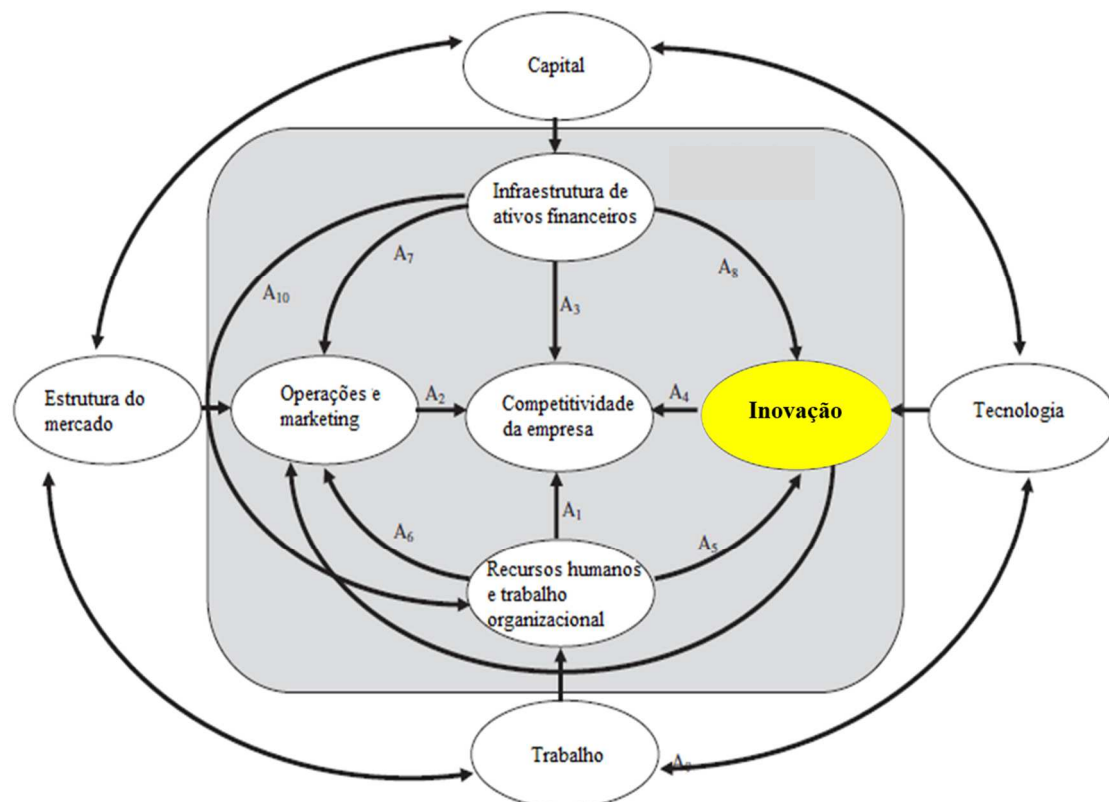 Capital
Infraestrutura de
ativos financeiros
A7
A8
A10
A3
Estrutura do
mercado
Operações e
marketing
A2
Competitividade
da empresa
A4
Inovação
Tecnologia
A1
A6
A5
Recursos humanos
e trabalho
organizacional
Trabalho
A9